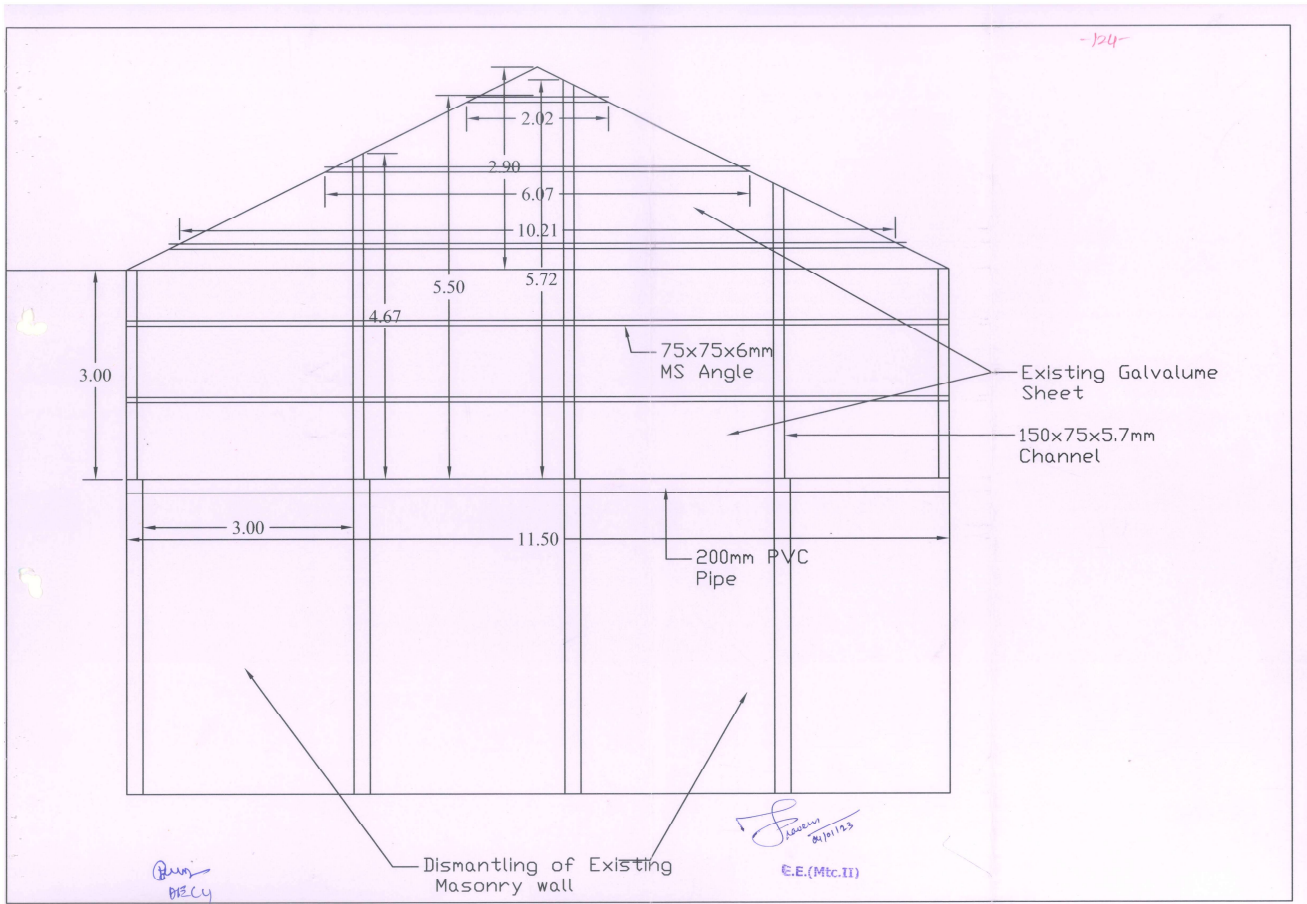 -124-
2.02
2.90
6.07
10.21
5.50
5.72
4.67
75x75x6mm
MS Angle
3.00
Existing Galvalume
Sheet
150x75x5.7mm
Channel
3.00
11.50
200mm PVC
Pipe
Dismantling of Existing
Masonry wall
04/01/23
E.E.(Mtc.II)